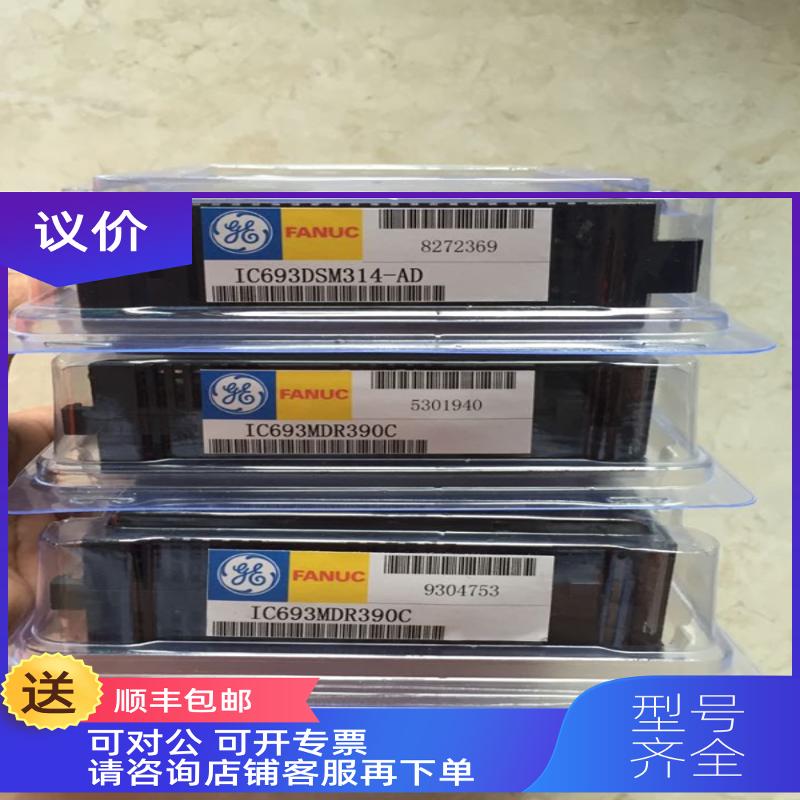 议价
GE FANUC
8272369
IC693DSM314-AD
GE FANUC
5301940
IC693MDR390C
GE FANUC
9304753
IC693MDR390C
送
顺丰包邮
可对公 可开专票
请咨询店铺客服再下单
型号
齐全